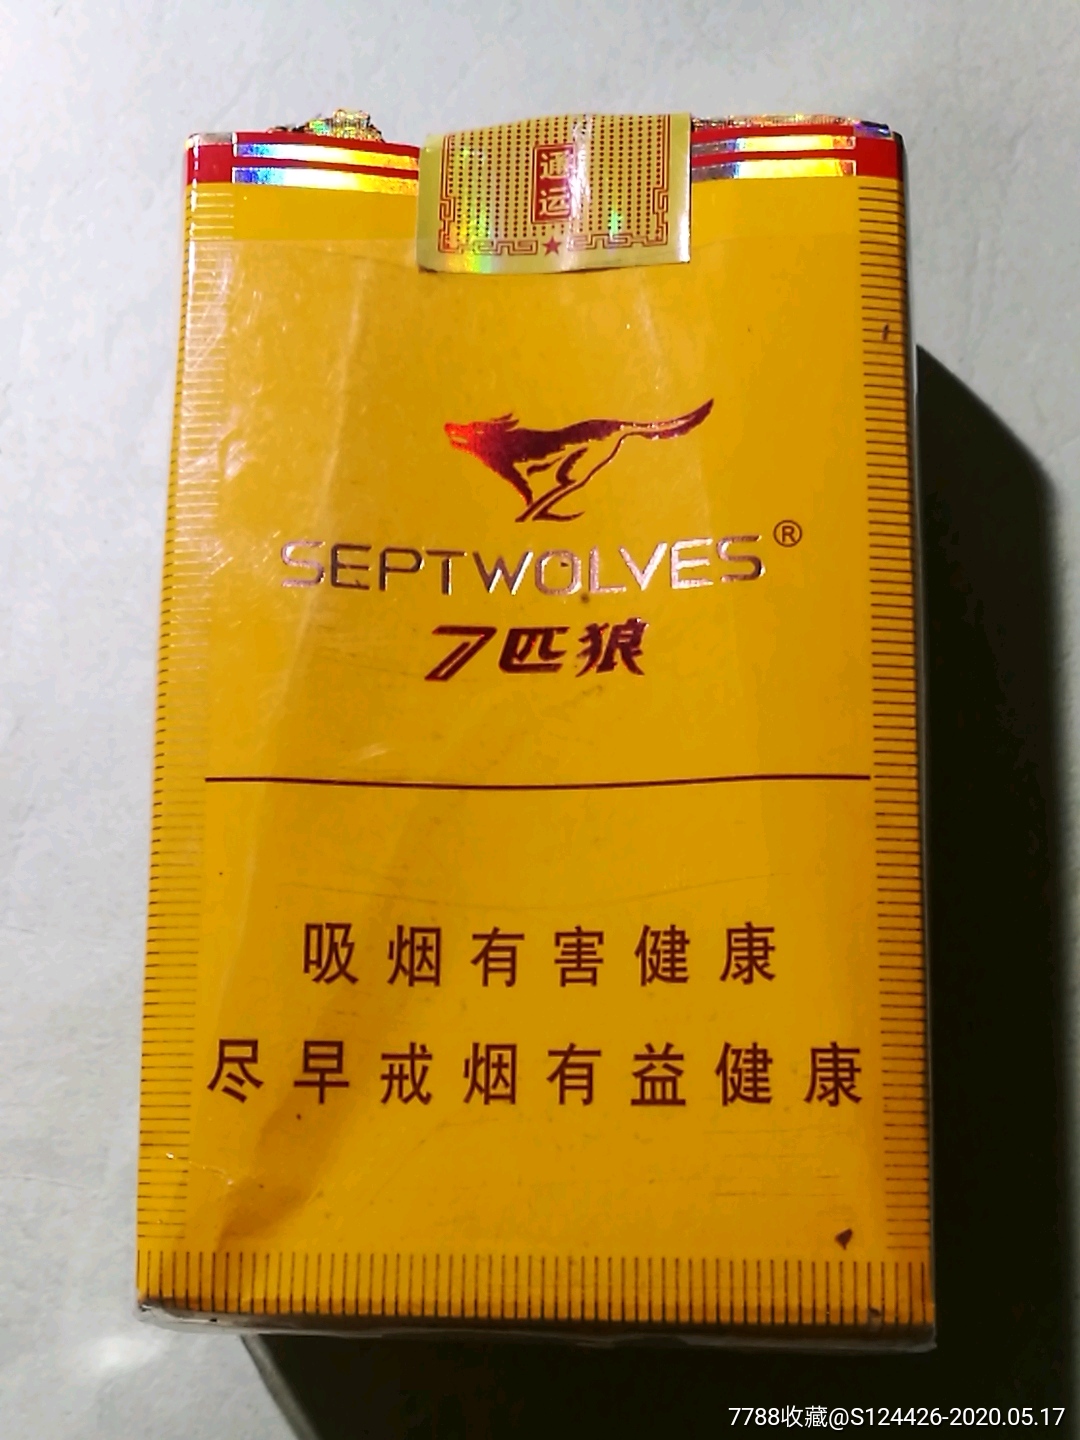 通
运
SEPTWOLVES®
7匹狼
吸烟有害健康
尽早戒烟有益健康
7788收藏@S124426-2020.05.17